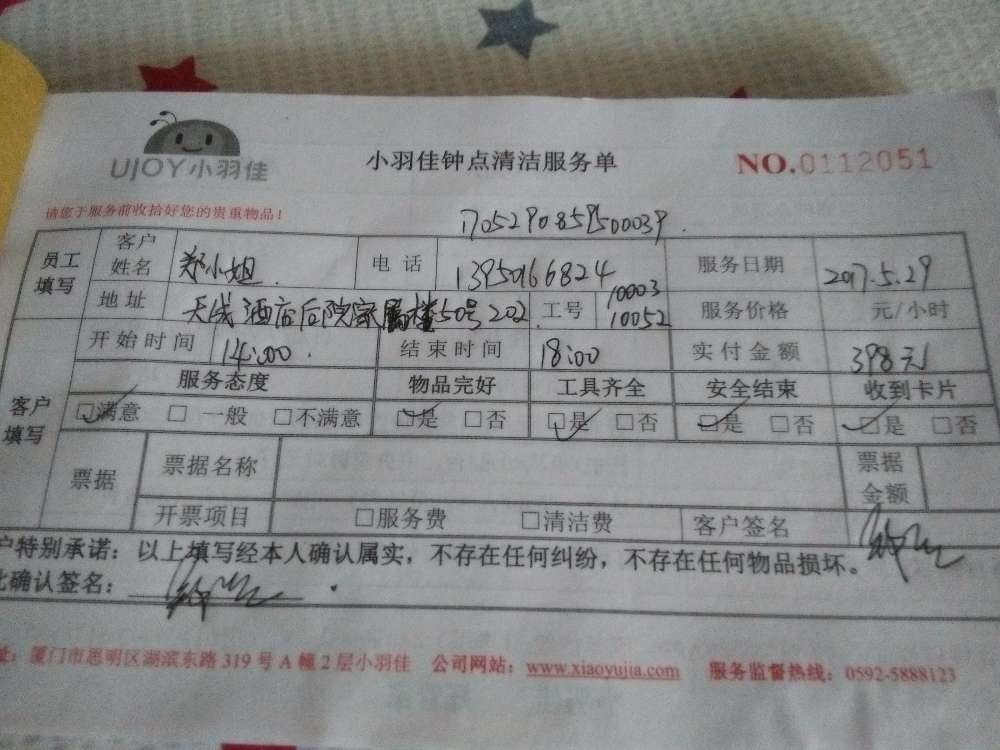 UJOY小羽佳
小羽佳钟点清洁服务单
NO.0112051
请您于服务前收拾好您的贵重物品！
170529085950039
员工填写 客户姓名 郑小姐 电话 13950166824 服务日期 2017.5.29
地址 天线酒店后院家属楼50号202 工号 10003 10052 服务价格 元/小时
客户填写 开始时间 14:00 结束时间 18:00 实付金额 398元
服务态度 物品完好 工具齐全 安全结束 收到卡片
☑满意 □一般 □不满意 ☑是 □否 ☑是 □否 ☑是 □否 ☑是 □否
票据 票据名称 票据金额
开票项目 □服务费 □清洁费 客户签名
户特别承诺：以上填写经本人确认属实，不存在任何纠纷，不存在任何物品损坏。
此确认签名：
址：厦门市思明区湖滨东路319号A幢2层小羽佳 公司网站：www.xiaoyujia.com 服务监督热线：0592-5888123